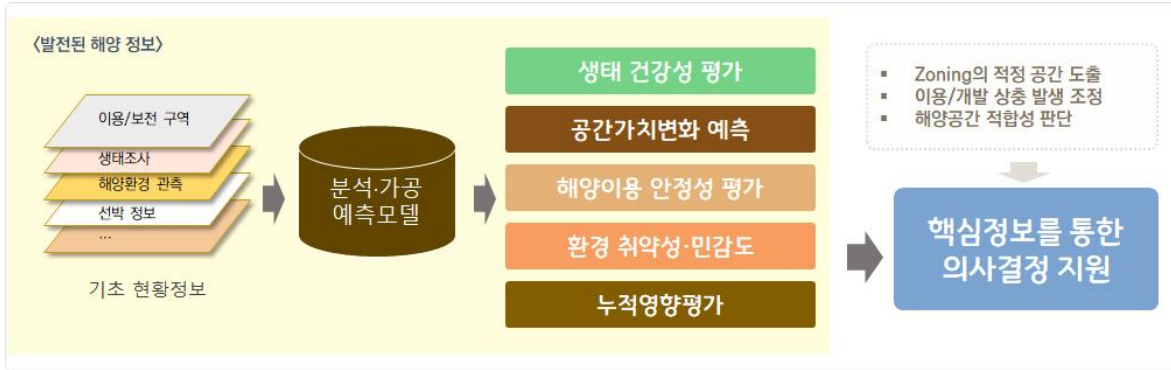 〈발전된 해양 정보〉
이용/보전 구역
생태조사
해양환경 관측
선박 정보
...
기초 현황정보
분석·가공
예측모델
생태 건강성 평가
공간가치변화 예측
해양이용 안정성 평가
환경 취약성·민감도
누적영향평가
▪ Zoning의 적정 공간 도출
▪ 이용/개발 상충 발생 조정
▪ 해양공간 적합성 판단
핵심정보를 통한
의사결정 지원